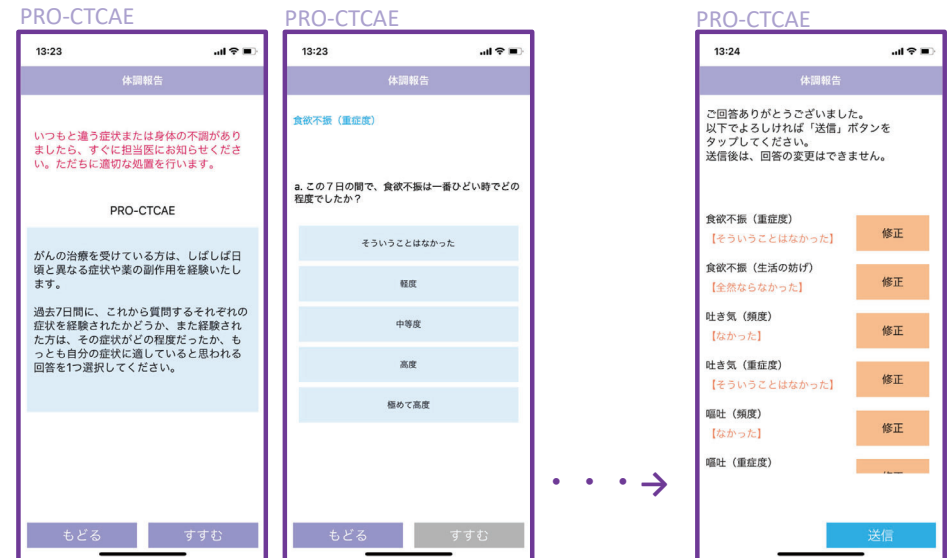 PRO-CTCAE
13:23
体調報告
いつもと違う症状または身体の不調があり
ましたら、すぐに担当医にお知らせくださ
い。ただちに適切な処置を行います。
PRO-CTCAE
がんの治療を受けている方は、しばしば日
頃と異なる症状や薬の副作用を経験いたし
ます。
過去7日間に、これから質問するそれぞれの
症状を経験されたかどうか、また経験され
た方は、その症状がどの程度だったか、も
っとも自分の症状に適していると思われる
回答を1つ選択してください。
もどる
すすむ
PRO-CTCAE
13:23
体調報告
食欲不振（重症度）
a. この７日の間で、食欲不振は一番ひどい時でどの
程度でしたか？
そういうことはなかった
軽度
中等度
高度
極めて高度
もどる
すすむ
・・・→
PRO-CTCAE
13:24
体調報告
ご回答ありがとうございました。
以下でよろしければ「送信」ボタンを
タップしてください。
送信後は、回答の変更はできません。
食欲不振（重症度）
【そういうことはなかった】
修正
食欲不振（生活の妨げ）
【全然ならなかった】
修正
吐き気（頻度）
【なかった】
修正
吐き気（重症度）
【そういうことはなかった】
修正
嘔吐（頻度）
【なかった】
修正
嘔吐（重症度）
送信